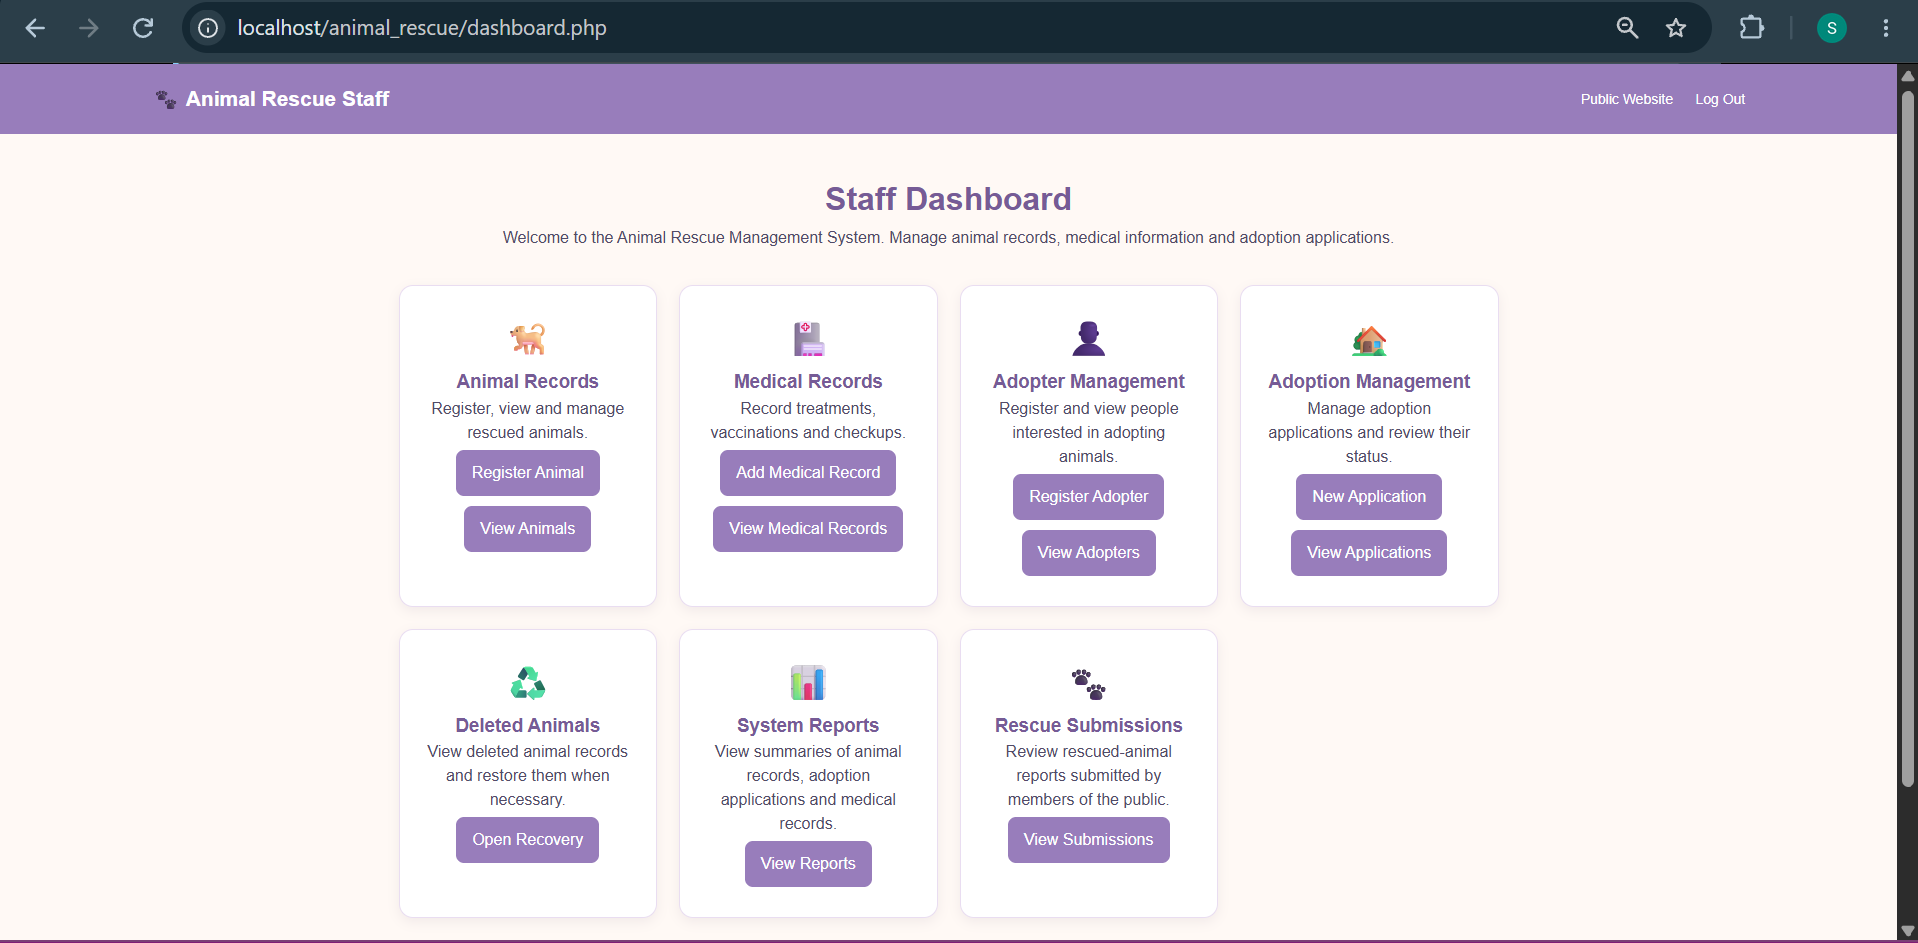 localhost/animal_rescue/dashboard.php
S
Animal Rescue Staff
Public Website
Log Out
Staff Dashboard
Welcome to the Animal Rescue Management System. Manage animal records, medical information and adoption applications.
Animal Records
Register, view and manage
rescued animals.
Register Animal
View Animals
Medical Records
Record treatments,
vaccinations and checkups.
Add Medical Record
View Medical Records
Adopter Management
Register and view people
interested in adopting
animals.
Register Adopter
View Adopters
Adoption Management
Manage adoption
applications and review their
status.
New Application
View Applications
Deleted Animals
View deleted animal records
and restore them when
necessary.
Open Recovery
System Reports
View summaries of animal
records, adoption
applications and medical
records.
View Reports
Rescue Submissions
Review rescued-animal
reports submitted by
members of the public.
View Submissions